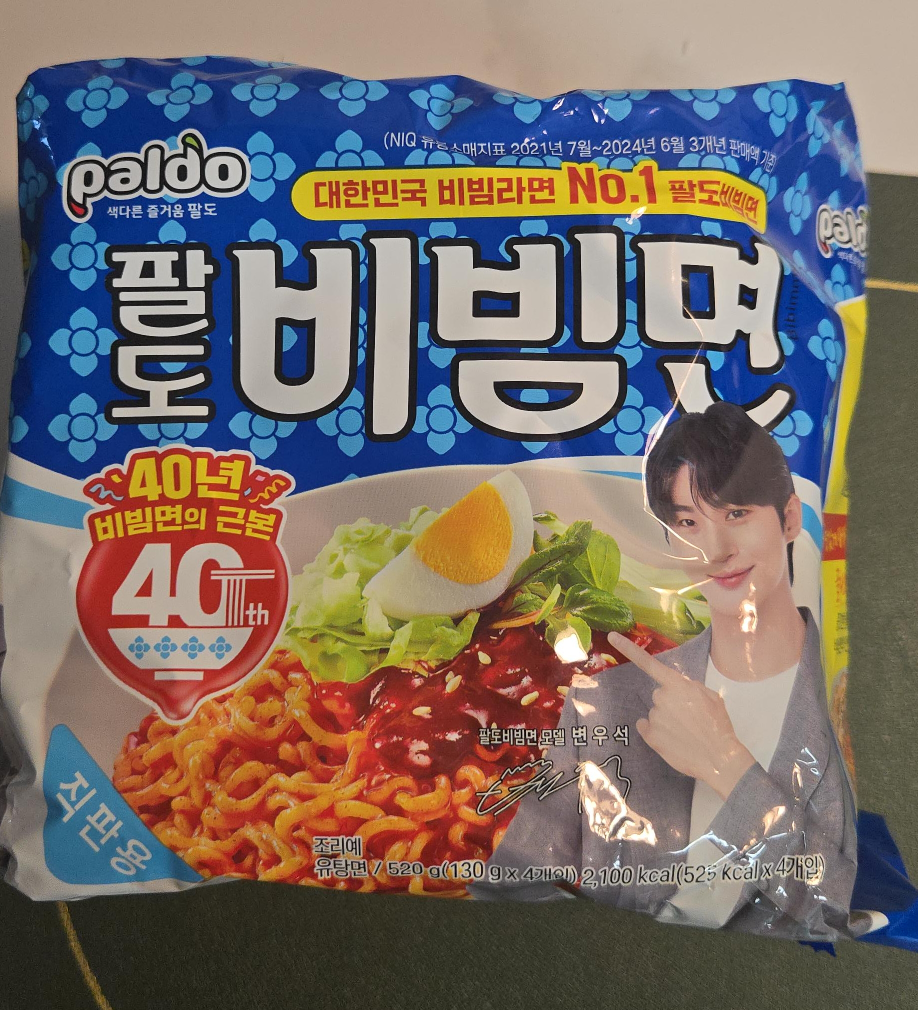 (NIQ 유통소매지표 2021년 7월~2024년 6월 3개년 판매액 기준)
paldo
색다른 즐거움 팔도
대한민국 비빔라면 No.1 팔도비빔면
팔도
비빔면
40년
비빔면의 근본
40th
팔도비빔면 모델 변우석
직판용
조리예
유탕면 / 520 g(130 g x 4개입) 2,100 kcal(525 kcal x 4개입)